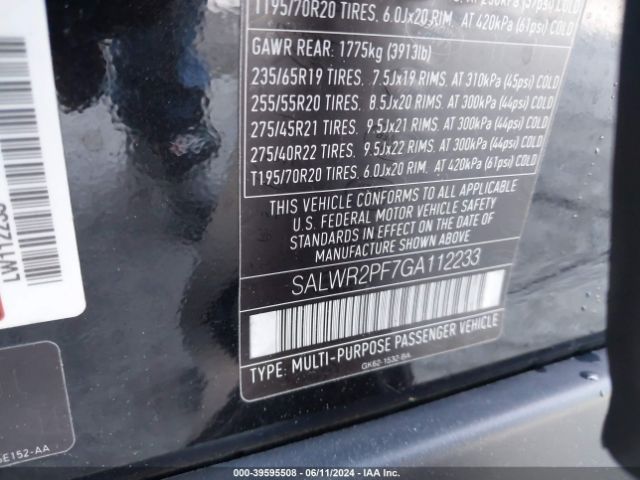 T195/70R20 TIRES. 6.0Jx20 RIM. AT 420kPa (61psi) COLD
GAWR REAR: 1775kg (3913lb)
235/65R19 TIRES. 7.5Jx19 RIMS. AT 310kPa (45psi) COLD
255/55R20 TIRES. 8.5Jx20 RIMS. AT 300kPa (44psi) COLD
275/45R21 TIRES. 9.5Jx21 RIMS. AT 300kPa (44psi) COLD
275/40R22 TIRES. 9.5Jx22 RIMS. AT 300kPa (44psi) COLD
T195/70R20 TIRES. 6.0Jx20 RIM. AT 420kPa (61psi) COLD
THIS VEHICLE CONFORMS TO ALL APPLICABLE
U.S. FEDERAL MOTOR VEHICLE SAFETY
STANDARDS IN EFFECT ON THE DATE OF
MANUFACTURE SHOWN ABOVE.
SALWR2PF7GA112233
TYPE: MULTI-PURPOSE PASSENGER VEHICLE
GK62-1532-BA
E152-AA
000-39595508 - 06/11/2024 - IAAPF.CA